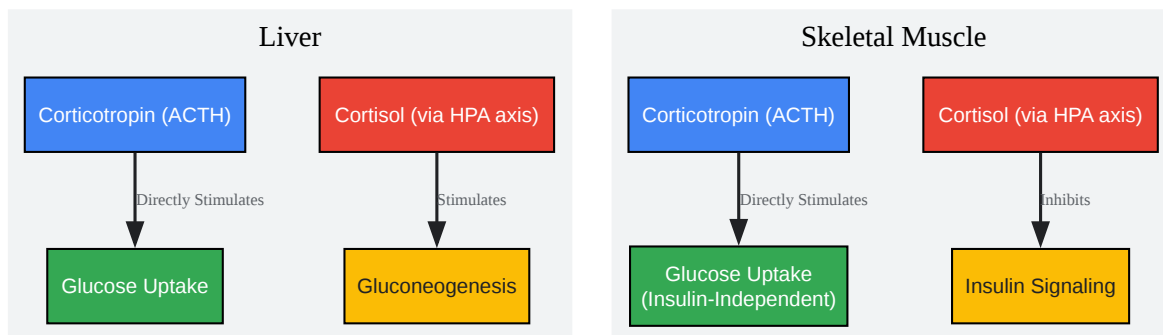 Liver
Skeletal Muscle
Corticotropin (ACTH)
Cortisol (via HPA axis)
Corticotropin (ACTH)
Cortisol (via HPA axis)
Directly Stimulates
Stimulates
Directly Stimulates
Inhibits
Glucose Uptake
Gluconeogenesis
Glucose Uptake
(Insulin-Independent)
Insulin Signaling